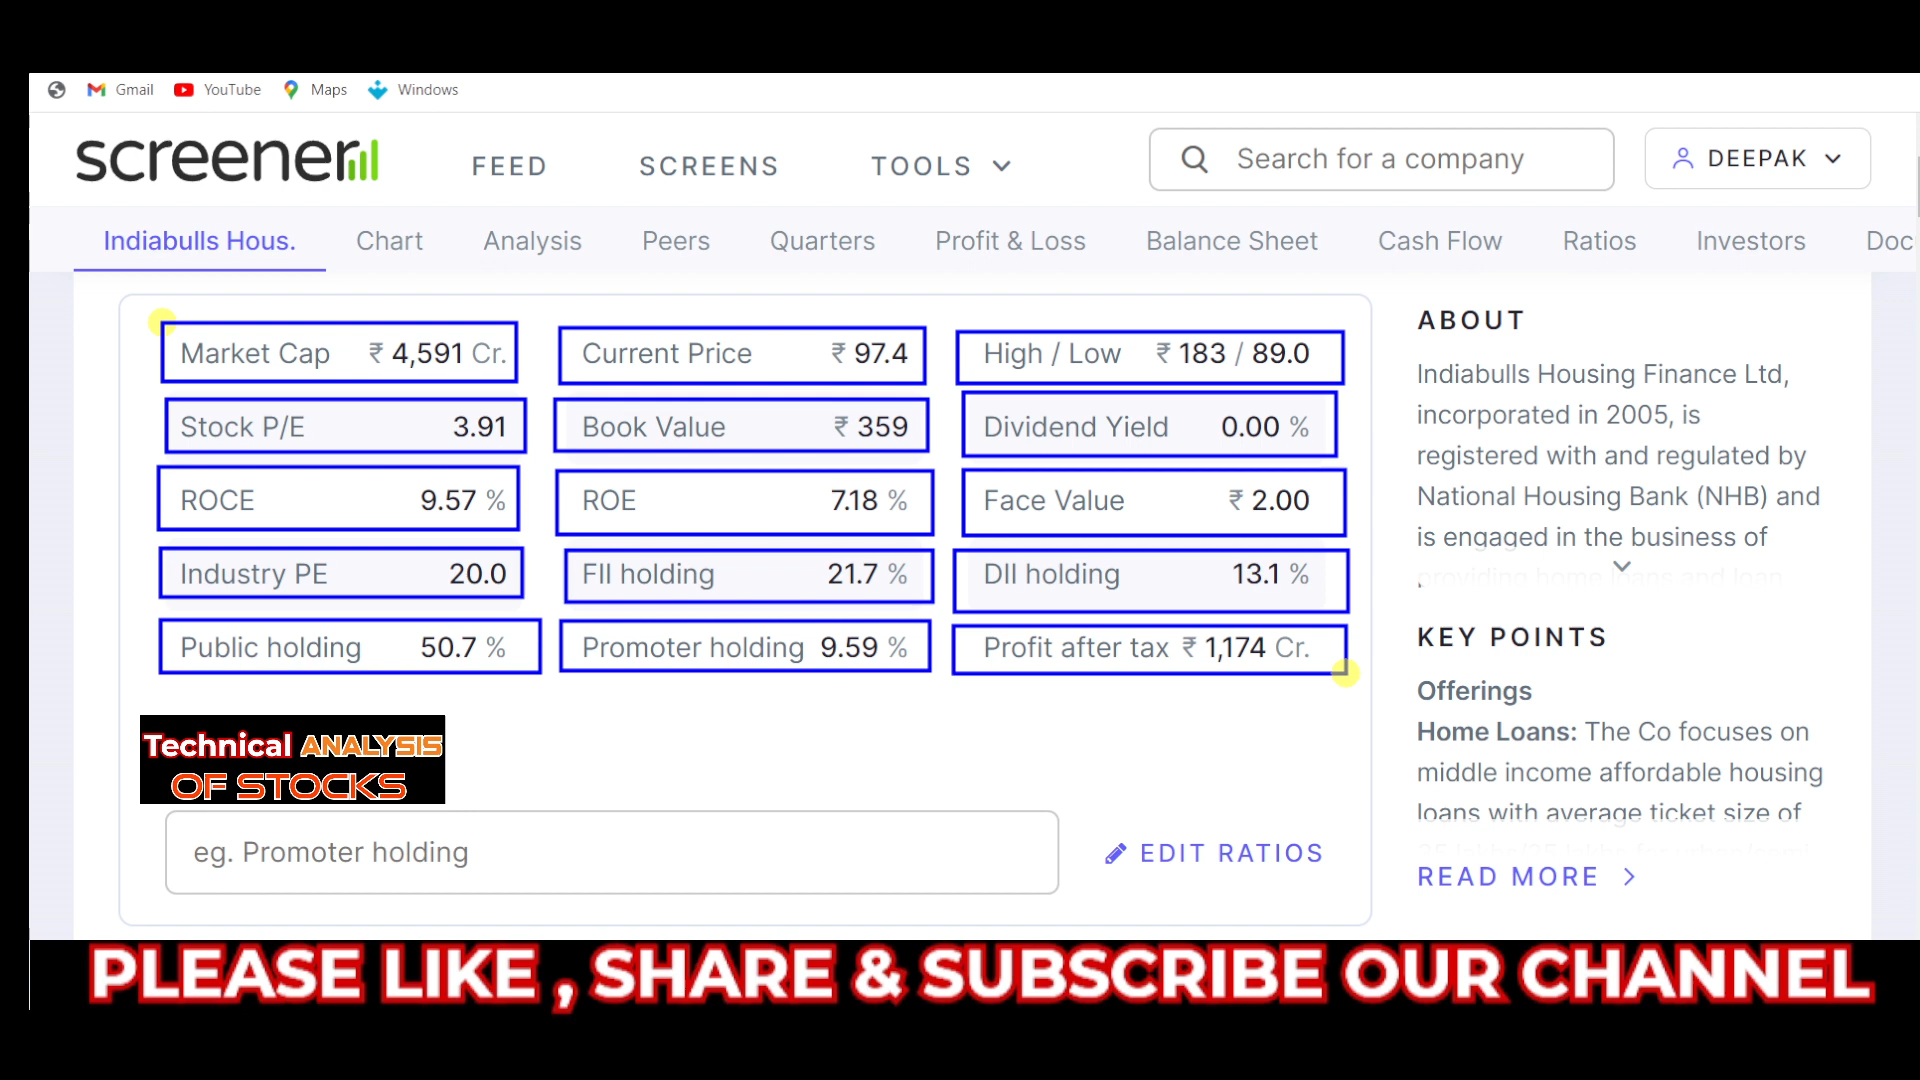 Gmail YouTube Maps Windows
screener FEED SCREENS TOOLS Search for a company DEEPAK
Indiabulls Hous. Chart Analysis Peers Quarters Profit & Loss Balance Sheet Cash Flow Ratios Investors Doc
Market Cap ₹ 4,591 Cr. Current Price ₹ 97.4 High / Low ₹ 183 / 89.0
Stock P/E 3.91 Book Value ₹ 359 Dividend Yield 0.00 %
ROCE 9.57 % ROE 7.18 % Face Value ₹ 2.00
Industry PE 20.0 FII holding 21.7 % DII holding 13.1 %
Public holding 50.7 % Promoter holding 9.59 % Profit after tax ₹ 1,174 Cr.
Technical ANALYSIS
OF STOCKS
eg. Promoter holding EDIT RATIOS
ABOUT
Indiabulls Housing Finance Ltd,
incorporated in 2005, is
registered with and regulated by
National Housing Bank (NHB) and
is engaged in the business of
providing home loans and loan
KEY POINTS
Offerings
Home Loans: The Co focuses on
middle income affordable housing
loans with average ticket size of
READ MORE
PLEASE LIKE , SHARE & SUBSCRIBE OUR CHANNEL